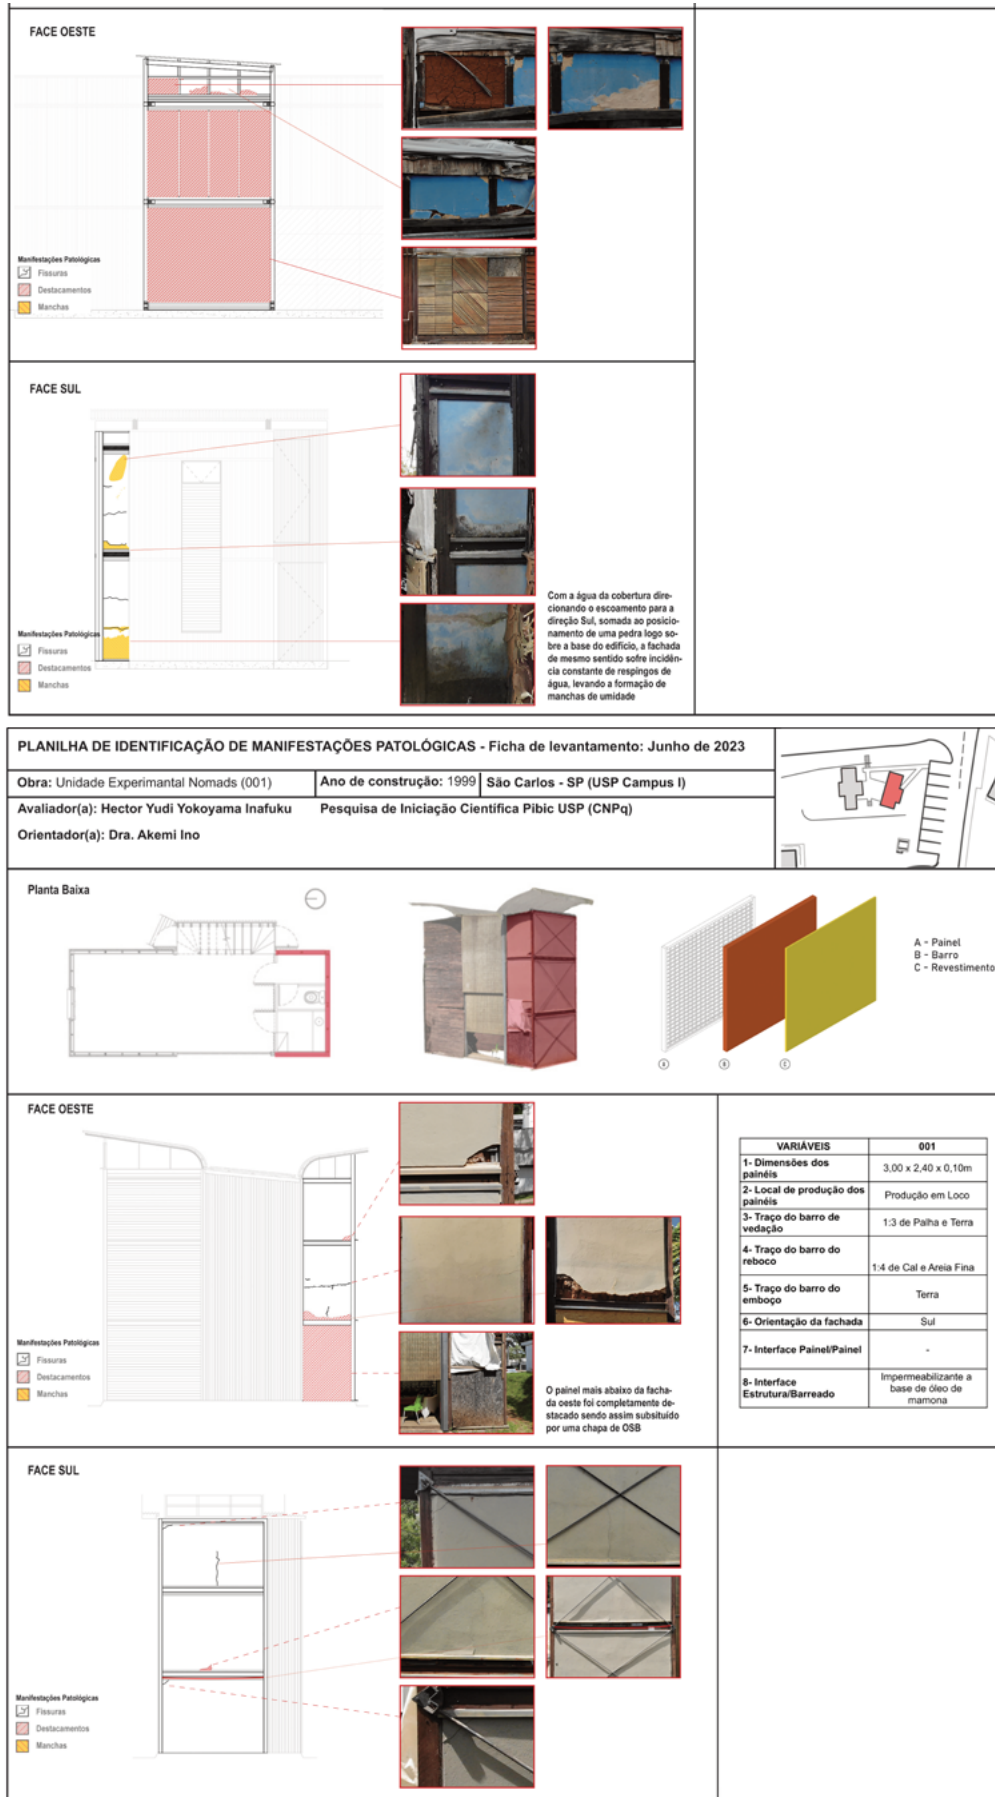 FACE OESTE
Manifestações Patológicas
Fissuras
Destacamentos
Manchas
FACE SUL
Manifestações Patológicas
Fissuras
Destacamentos
Manchas
Com a água da cobertura dire-
cionando o escoamento para a
direção Sul, somada ao posicio-
namento de uma pedra logo so-
bre a base do edifício, a fachada
de mesmo sentido sofre incidên-
cia constante de respingos de
água, levando a formação de
manchas de umidade
PLANILHA DE IDENTIFICAÇÃO DE MANIFESTAÇÕES PATOLÓGICAS - Ficha de levantamento: Junho de 2023
Obra: Unidade Experimantal Nomads (001) Ano de construção: 1999 São Carlos - SP (USP Campus I)
Avaliador(a): Hector Yudi Yokoyama Inafuku Pesquisa de Iniciação Científica Pibic USP (CNPq)
Orientador(a): Dra. Akemi Ino
Planta Baixa
A - Painel
B - Barro
C - Revestimento
A B C
FACE OESTE
Manifestações Patológicas
Fissuras
Destacamentos
Manchas
O painel mais abaixo da facha-
da oeste foi completamente de-
stacado sendo assim subsituído
por uma chapa de OSB
VARIÁVEIS 001
1- Dimensões dos
painéis 3,00 x 2,40 x 0,10m
2- Local de produção dos
painéis Produção em Loco
3- Traço do barro de
vedação 1:3 de Palha e Terra
4- Traço do barro do
reboco 1:4 de Cal e Areia Fina
5- Traço do barro do
emboço Terra
6- Orientação da fachada Sul
7- Interface Painel/Painel -
8- Interface
Estrutura/Barreado Impermeabilizante a
base de óleo de
mamona
FACE SUL
Manifestações Patológicas
Fissuras
Destacamentos
Manchas